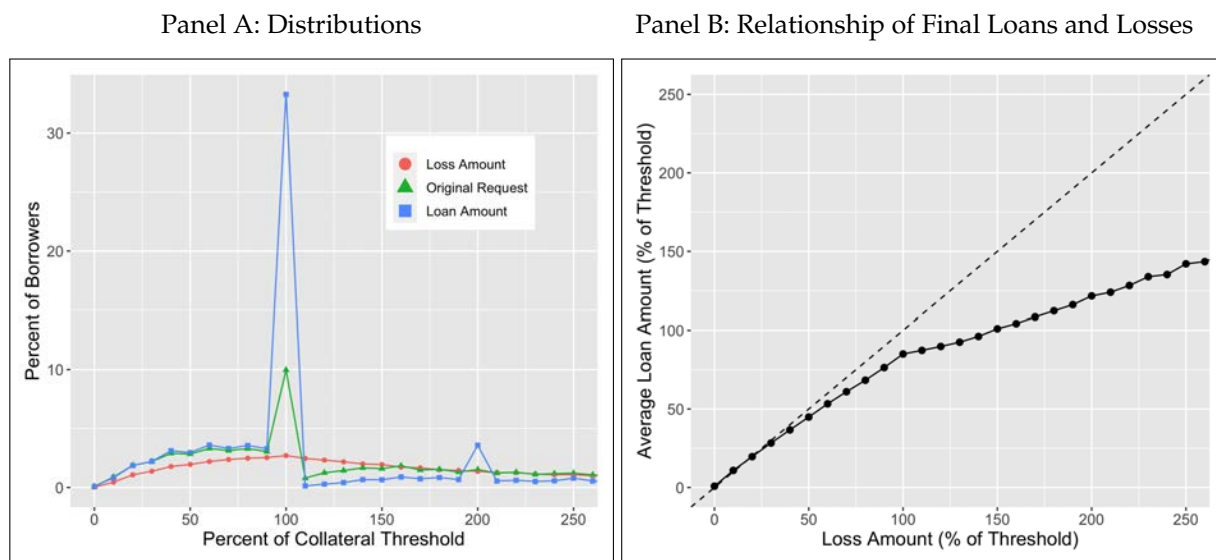 Panel A: Distributions
Percent of Borrowers
30
20
10
0
Loss Amount
Original Request
Loan Amount
0 50 100 150 200 250
Percent of Collateral Threshold
Panel B: Relationship of Final Loans and Losses
Average Loan Amount (% of Threshold)
250
200
150
100
50
0
0 50 100 150 200 250
Loss Amount (% of Threshold)